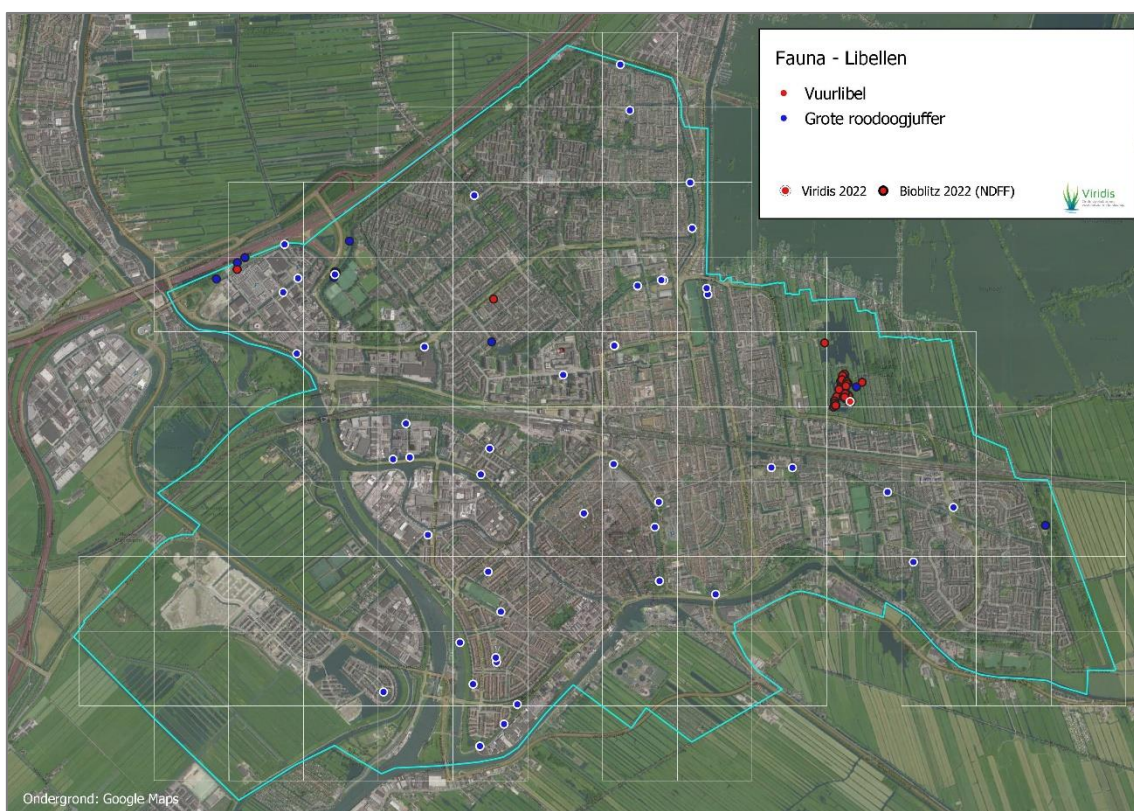 Fauna - Libellen
Vuurlibel
Grote roodoogjuffer
Viridis 2022
Bioblitz 2022 (NDFF)
Viridis
Ondergrond: Google Maps